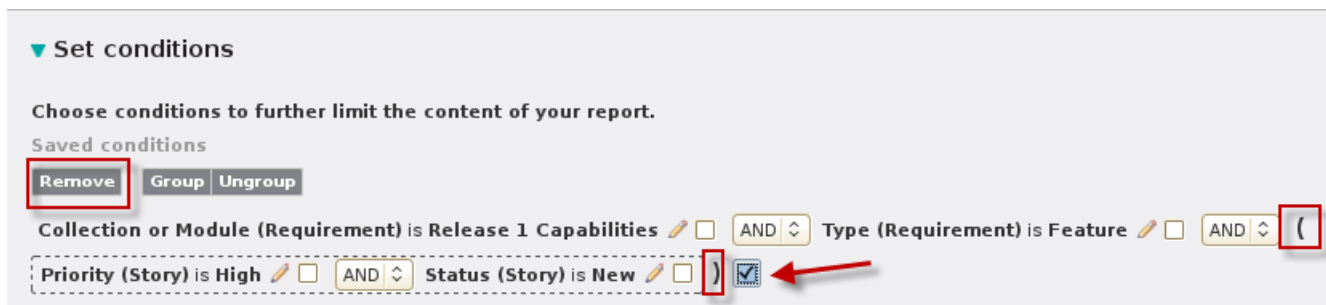 Set conditions
Choose conditions to further limit the content of your report.
Saved conditions
Remove Group Ungroup
Collection or Module (Requirement) is Release 1 Capabilities AND Type (Requirement) is Feature AND (
Priority (Story) is High AND Status (Story) is New )